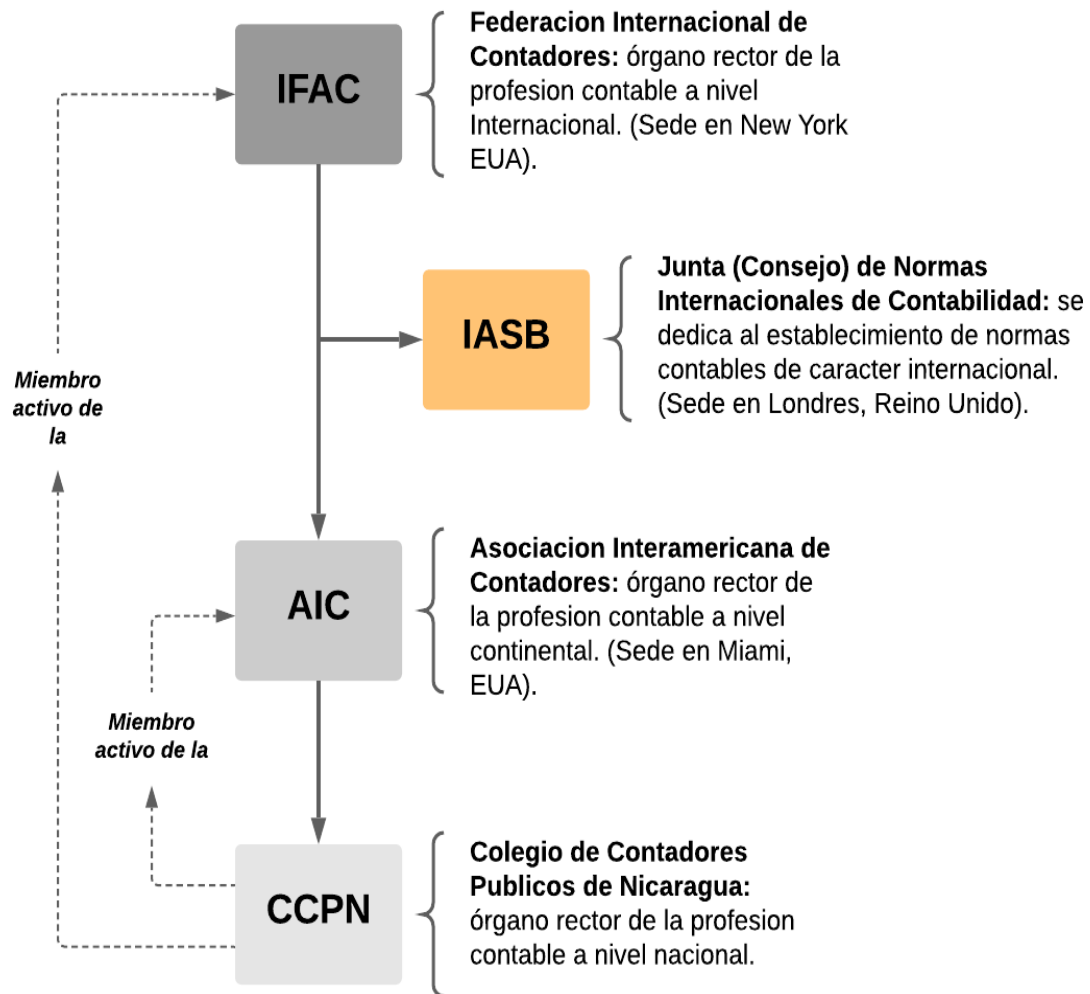 IFAC
Federacion Internacional de
Contadores: órgano rector de la
profesion contable a nivel
Internacional. (Sede en New York
EUA).
IASB
Junta (Consejo) de Normas
Internacionales de Contabilidad: se
dedica al establecimiento de normas
contables de caracter internacional.
(Sede en Londres, Reino Unido).
Miembro
activo de
la
AIC
Asociacion Interamericana de
Contadores: órgano rector de
la profesion contable a nivel
continental. (Sede en Miami,
EUA).
Miembro
activo de la
CCPN
Colegio de Contadores
Publicos de Nicaragua:
órgano rector de la profesion
contable a nivel nacional.